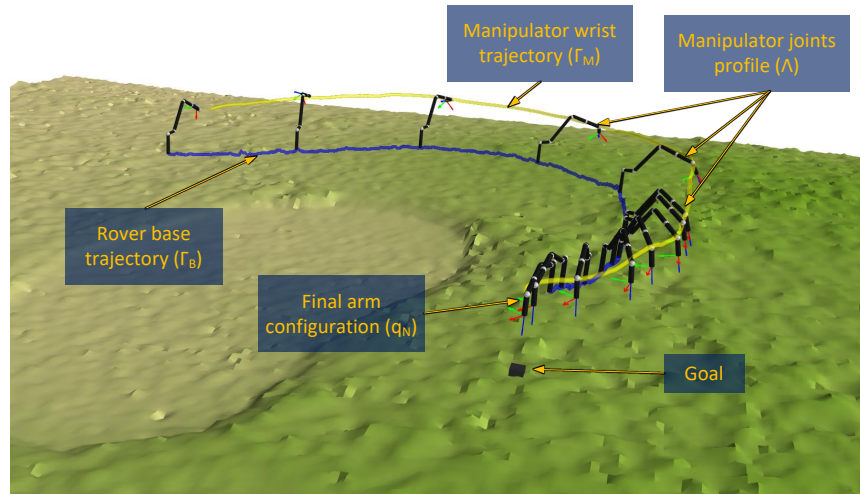 Manipulator wrist
trajectory (Γ_M)
Manipulator joints
profile (Λ)
Rover base
trajectory (Γ_B)
Final arm
configuration (q_N)
Goal